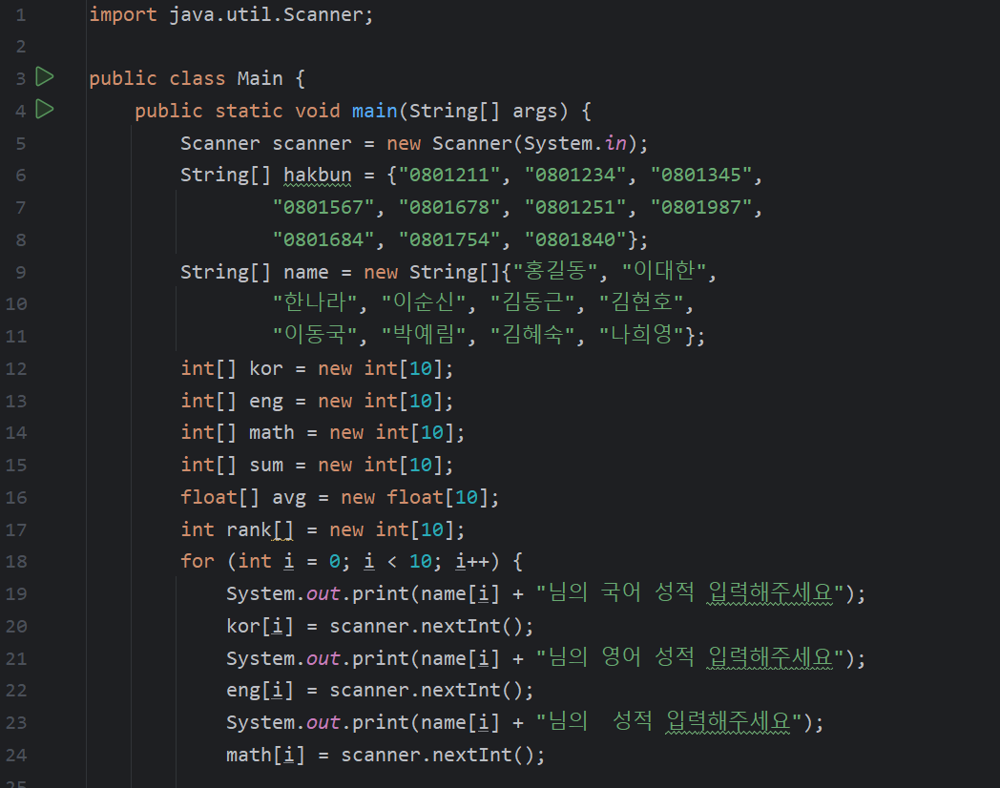 1 import java.util.Scanner;
2
3 public class Main {
4 public static void main(String[] args) {
5 Scanner scanner = new Scanner(System.in);
6 String[] hakbun = {"0801211", "0801234", "0801345",
7 "0801567", "0801678", "0801251", "0801987",
8 "0801684", "0801754", "0801840"};
9 String[] name = new String[]{"홍길동", "이대한",
10 "한나라", "이순신", "김동근", "김현호",
11 "이동국", "박예림", "김혜숙", "나희영"};
12 int[] kor = new int[10];
13 int[] eng = new int[10];
14 int[] math = new int[10];
15 int[] sum = new int[10];
16 float[] avg = new float[10];
17 int rank[] = new int[10];
18 for (int i = 0; i < 10; i++) {
19 System.out.print(name[i] + "님의 국어 성적 입력해주세요");
20 kor[i] = scanner.nextInt();
21 System.out.print(name[i] + "님의 영어 성적 입력해주세요");
22 eng[i] = scanner.nextInt();
23 System.out.print(name[i] + "님의  성적 입력해주세요");
24 math[i] = scanner.nextInt();
25